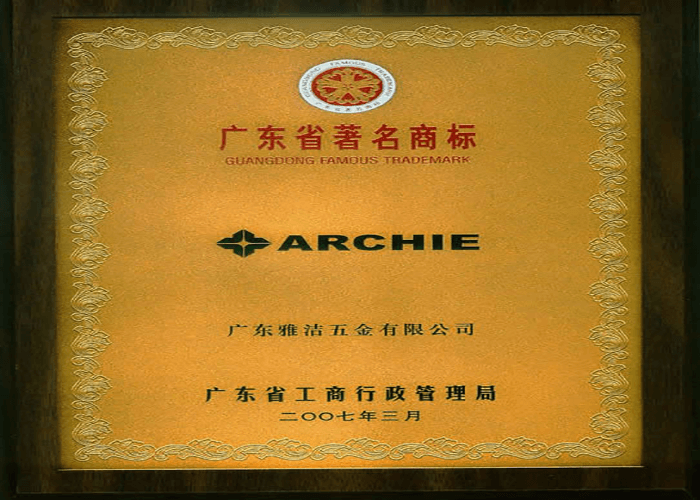 GUANGDONG FAMOUS TRADEMARK
广东省著名商标
广东省著名商标
GUANGDONG FAMOUS TRADEMARK
ARCHIE
广东雅洁五金有限公司
广东省工商行政管理局
二〇〇七年三月